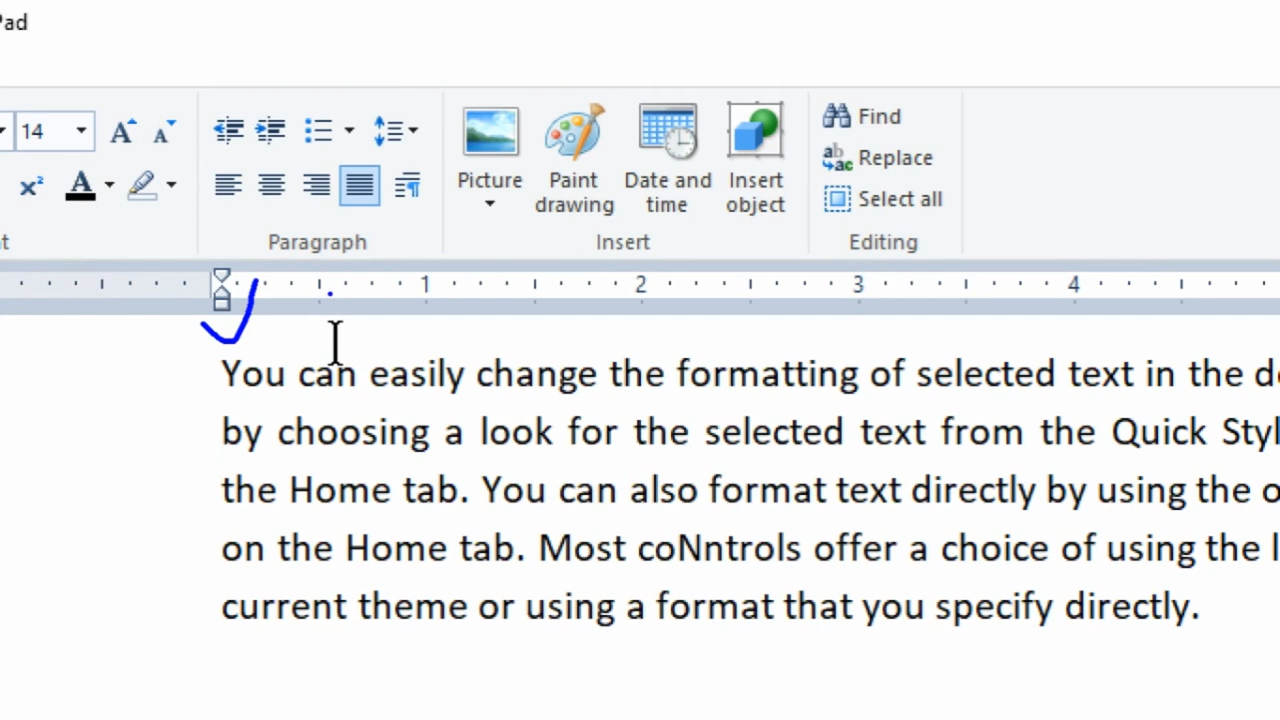 Pad
14
Find
Replace
Select all
Picture
Paint drawing
Date and time
Insert object
t
Paragraph
Insert
Editing
1 2 3 4
You can easily change the formatting of selected text in the d
by choosing a look for the selected text from the Quick Styl
the Home tab. You can also format text directly by using the o
on the Home tab. Most coNntrols offer a choice of using the l
current theme or using a format that you specify directly.